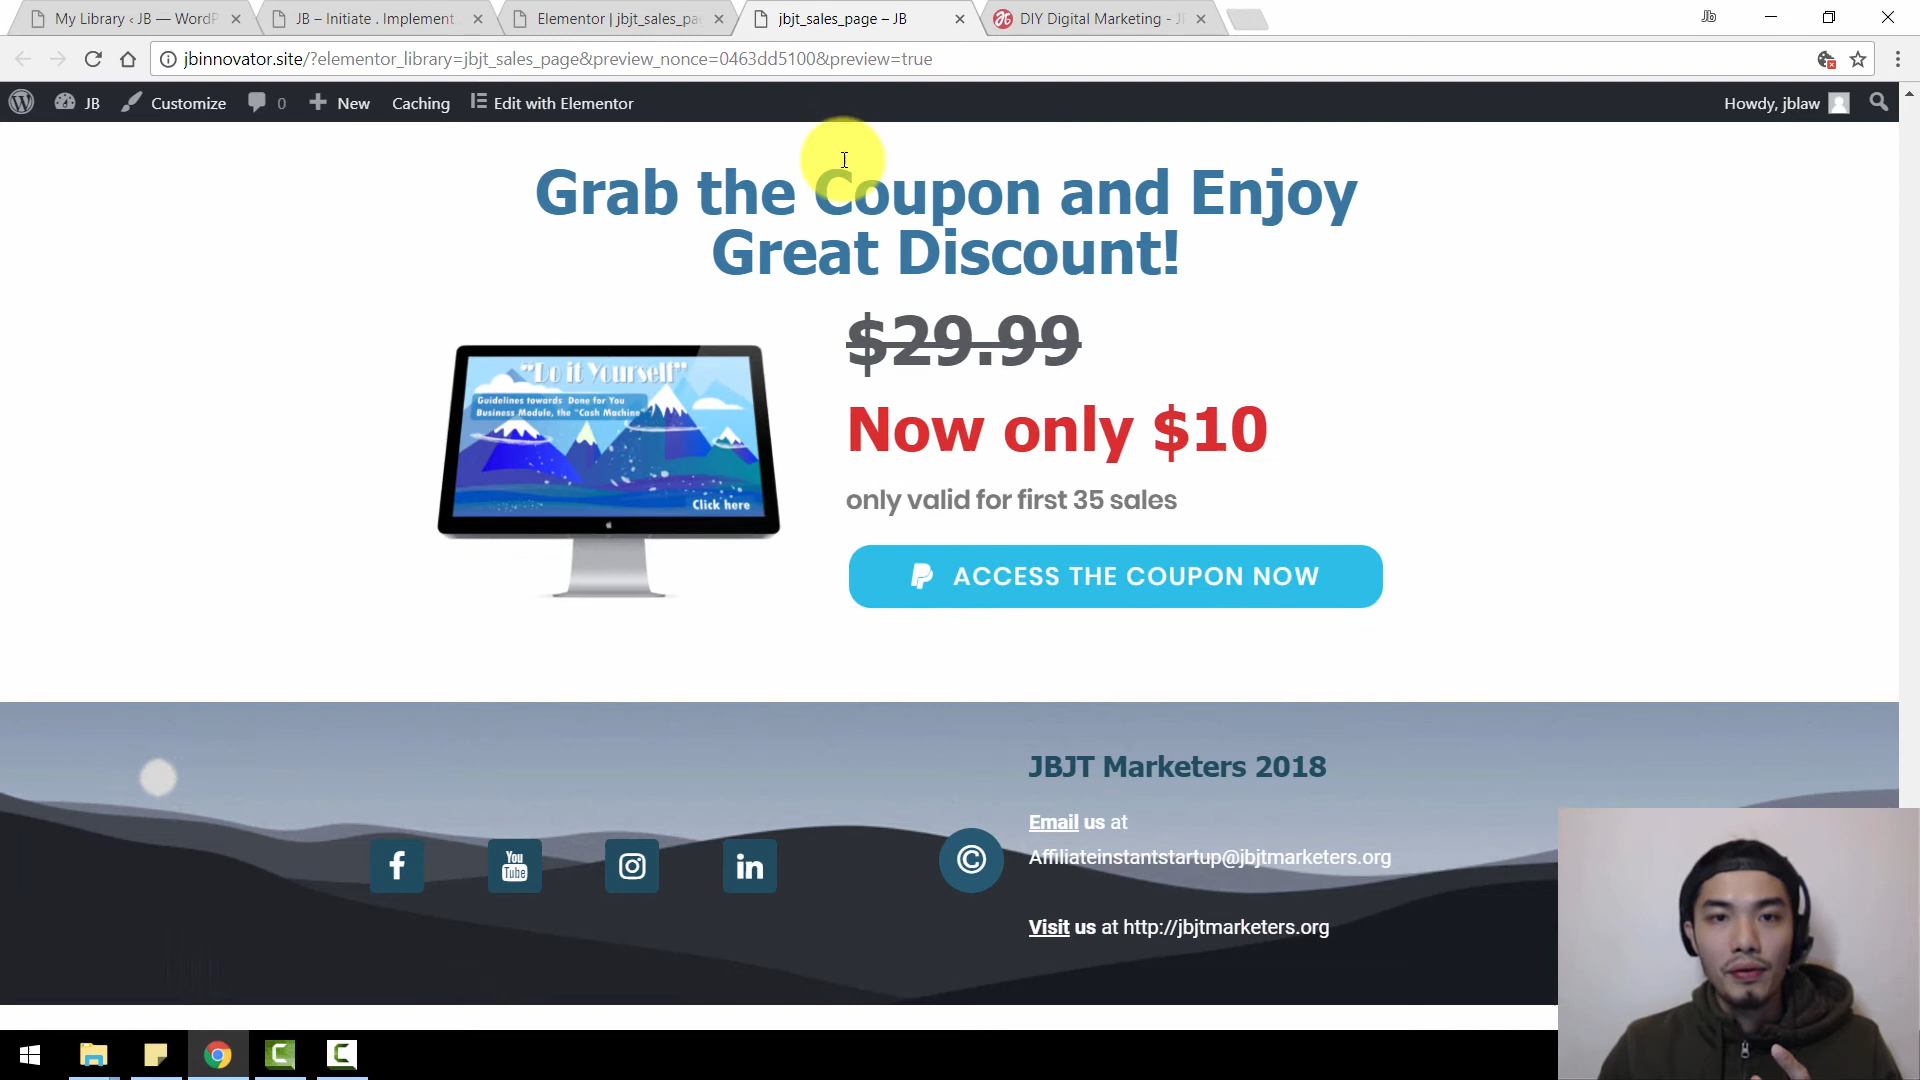 My Library ‹ JB — WordP
JB – Initiate . Implement
Elementor | jbjt_sales_pa
jbjt_sales_page – JB
DIY Digital Marketing - J
Jb
jbinnovator.site/?elementor_library=jbjt_sales_page&preview_nonce=0463dd5100&preview=true
JB
Customize
0
New
Caching
Edit with Elementor
Howdy, jblaw
Grab the Coupon and Enjoy
Great Discount!
$29.99
"Do it Yourself"
Guidelines towards Done for You
Business Module, the "Cash Machine"
Click here
Now only $10
only valid for first 35 sales
ACCESS THE COUPON NOW
JBJT Marketers 2018
Email us at
Affiliateinstantstartup@jbjtmarketers.org
You
Tube
Visit us at http://jbjtmarketers.org